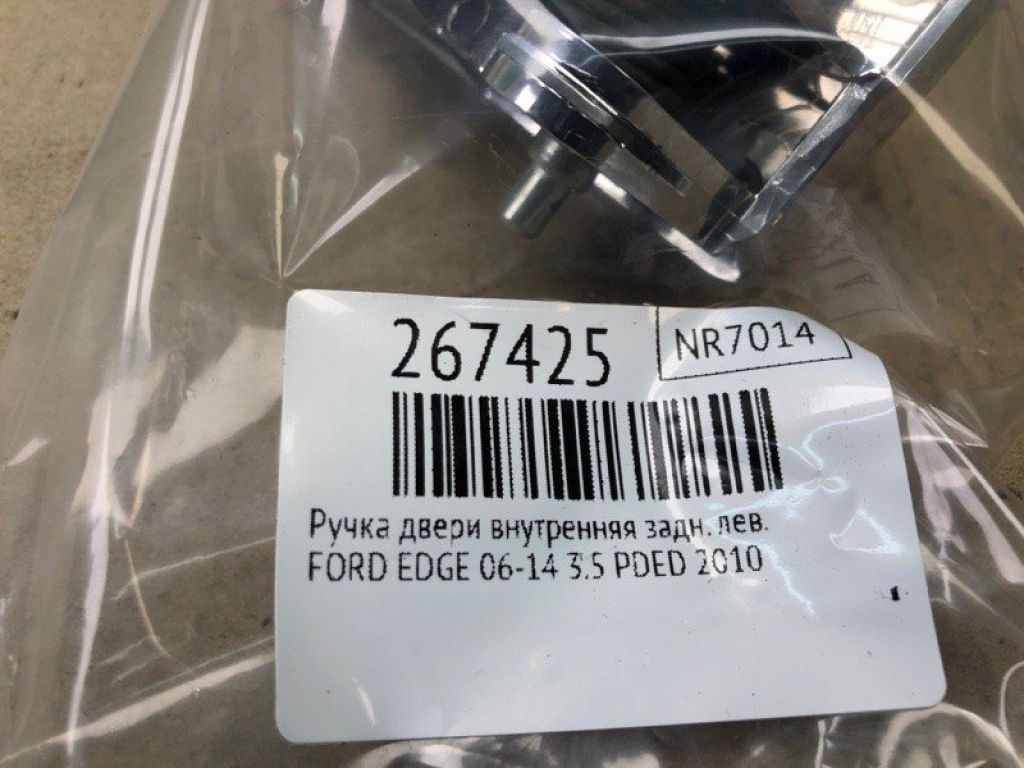 267425
NR7014
Ручка двери внутренняя задн. лев.
FORD EDGE 06-14 3.5 PDED 2010